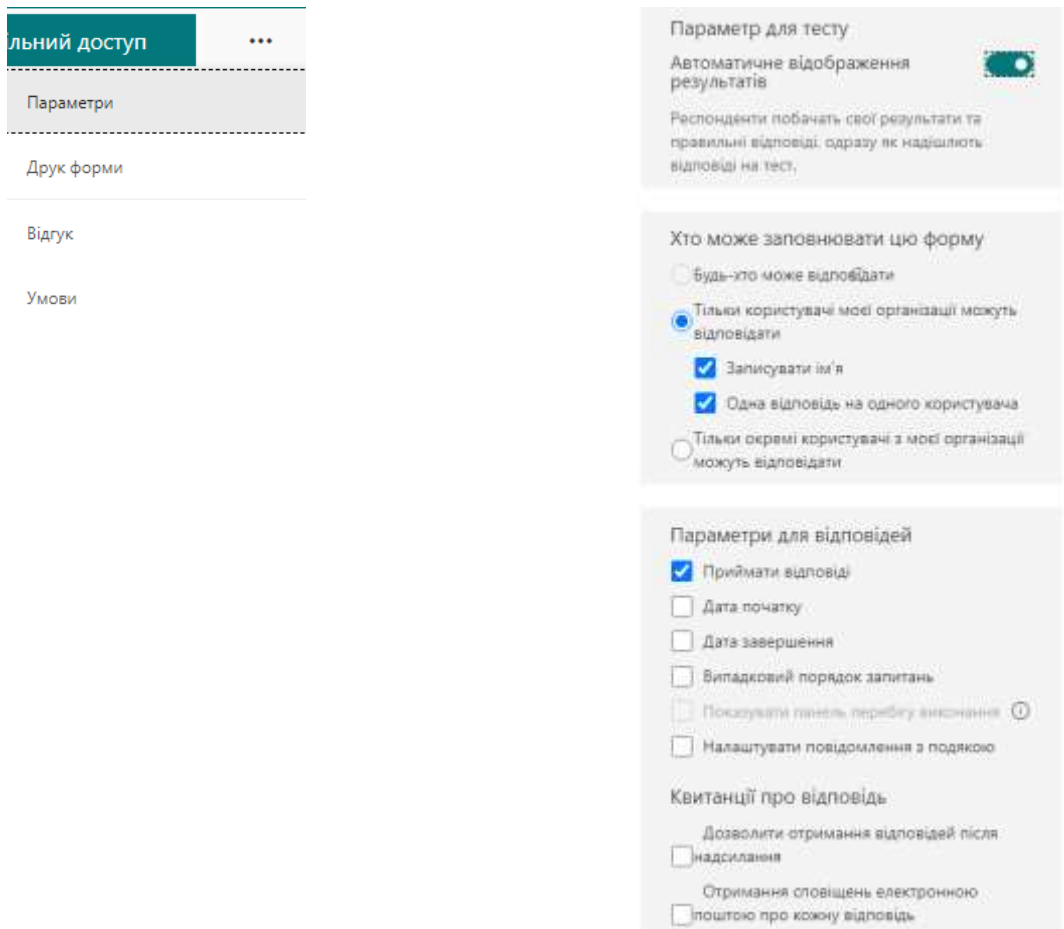 льний доступ
...
Параметри
Друк форми
Відгук
Умови
Параметр для тесту
Автоматичне відображення
результатів
Респонденти побачать свої результати та
правильні відповіді, одразу як надішлють
відповіді на тест.
Хто може заповнювати цю форму
Будь-хто може відповідати
Тільки користувачі моєї організації можуть
відповідати
Записувати ім'я
Одна відповідь на одного користувача
Тільки окремі користувачі з моєї організації
можуть відповідати
Параметри для відповідей
Приймати відповіді
Дата початку
Дата завершення
Випадковий порядок запитань
Показувати панель перебігу виконання
Налаштувати повідомлення з подякою
Квитанції про відповідь
Дозволити отримання відповідей після
надсилання
Отримання сповіщень електронною
поштою про кожну відповідь